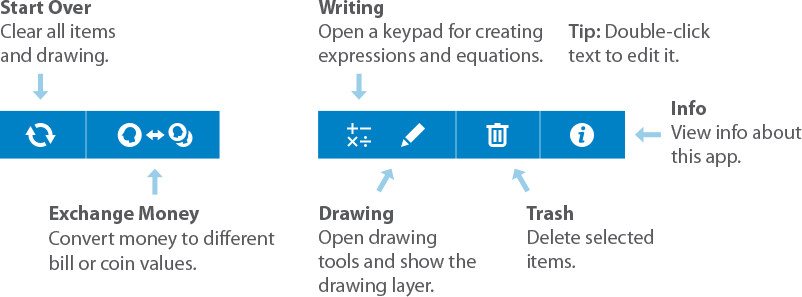 Start Over
Clear all items
and drawing.
Writing
Open a keypad for creating
expressions and equations.
Tip: Double-click
text to edit it.
Info
View info about
this app.
Exchange Money
Convert money to different
bill or coin values.
Drawing
Open drawing
tools and show the
drawing layer.
Trash
Delete selected
items.